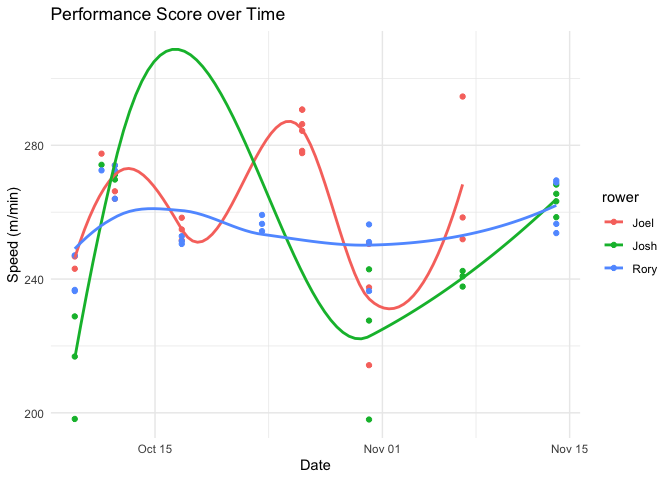 Performance Score over Time
Speed (m/min)
280
240
200
Oct 15
Nov 01
Nov 15
Date
rower
Joel
Josh
Rory